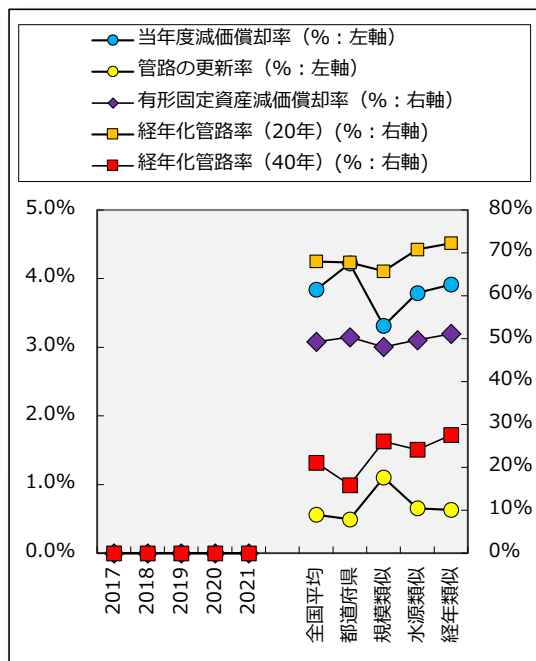 当年度減価償却率（%：左軸）
管路の更新率（%：左軸）
有形固定資産減価償却率（%：右軸）
経年化管路率（20年）(%：右軸)
経年化管路率（40年）(%：右軸)
5.0%
4.0%
3.0%
2.0%
1.0%
0.0%
80%
70%
60%
50%
40%
30%
20%
10%
0%
2017
2018
2019
2020
2021
全国平均
都道府県
規模類似
水源類似
経年類似